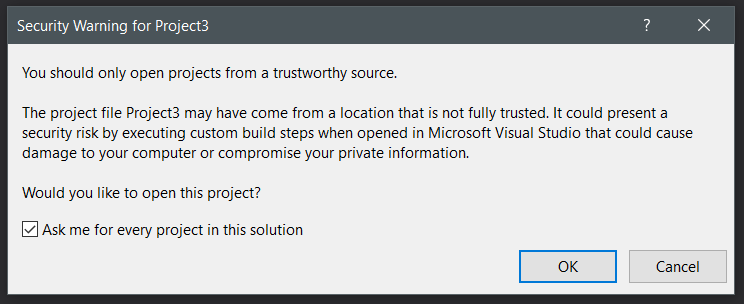 Security Warning for Project3
?
You should only open projects from a trustworthy source.
The project file Project3 may have come from a location that is not fully trusted. It could present a
security risk by executing custom build steps when opened in Microsoft Visual Studio that could cause
damage to your computer or compromise your private information.
Would you like to open this project?
Ask me for every project in this solution
OK
Cancel